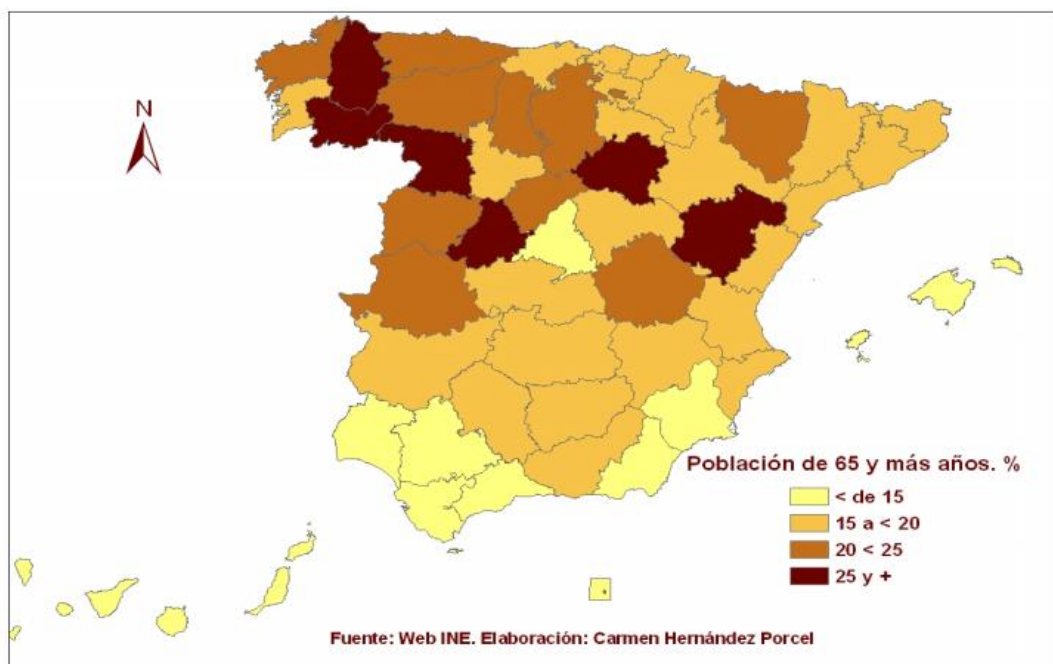 N
Población de 65 y más años. %
< de 15
15 a < 20
20 < 25
25 y +
Fuente: Web INE. Elaboración: Carmen Hernández Porcel